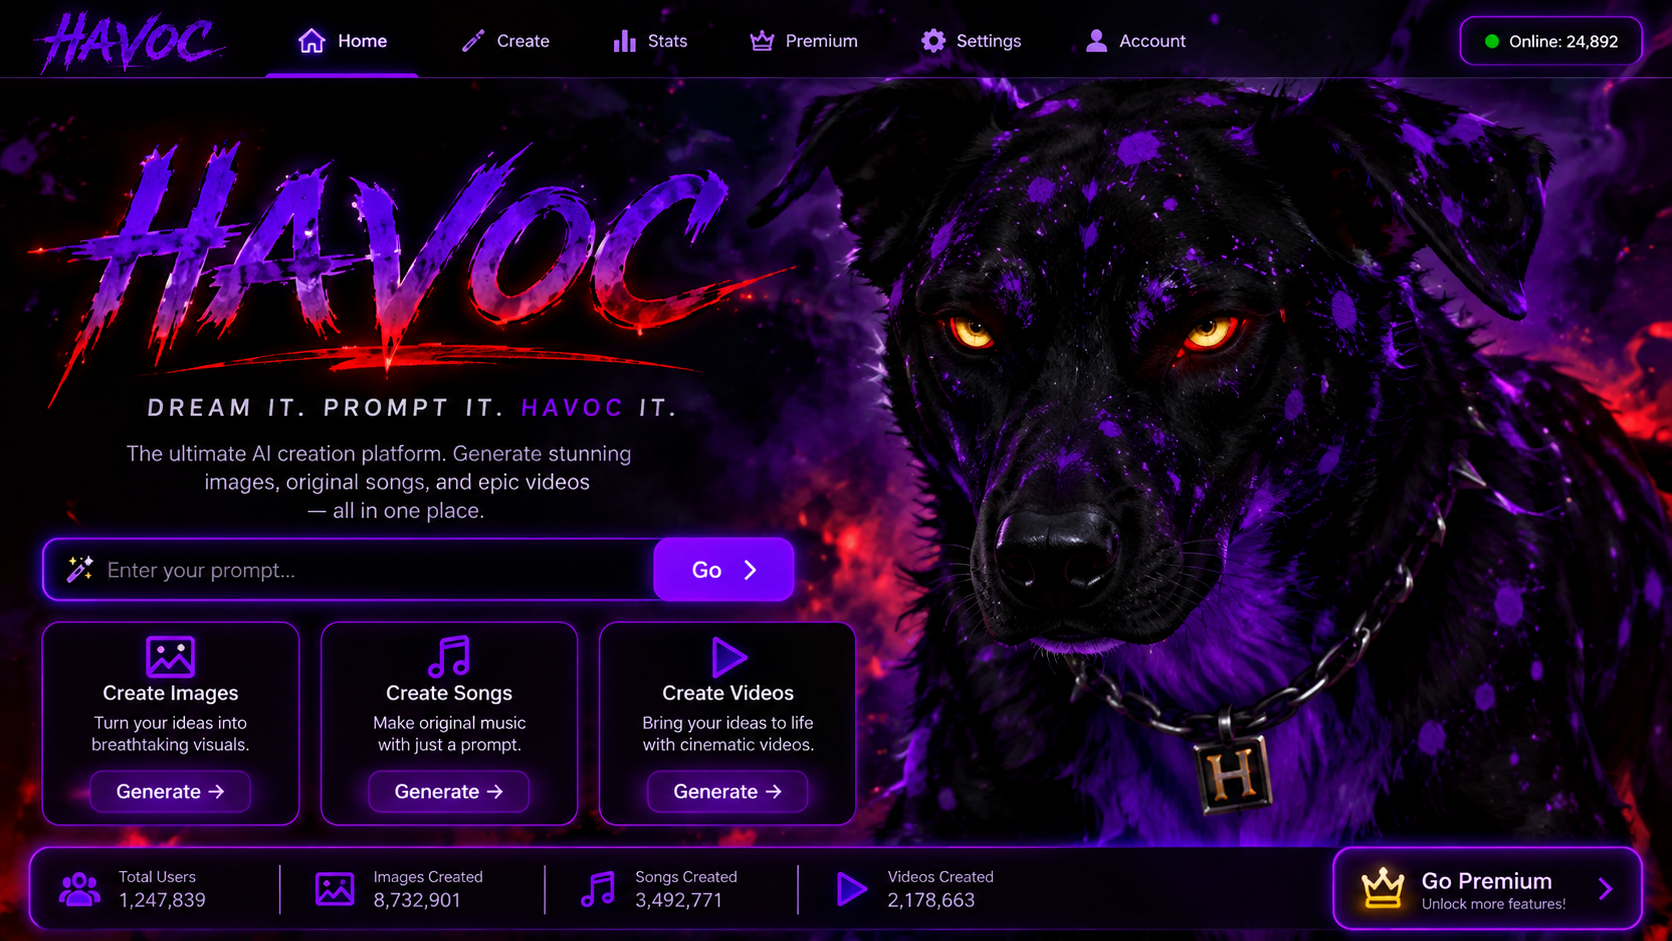 HAVOC
Home
Create
Stats
Premium
Settings
Account
Online: 24,892
HAVOC
DREAM IT. PROMPT IT. HAVOC IT.
The ultimate AI creation platform. Generate stunning
images, original songs, and epic videos
— all in one place.
Enter your prompt...
Go
Create Images
Turn your ideas into
breathtaking visuals.
Generate →
Create Songs
Make original music
with just a prompt.
Generate →
Create Videos
Bring your ideas to life
with cinematic videos.
Generate →
H
Total Users
1,247,839
Images Created
8,732,901
Songs Created
3,492,771
Videos Created
2,178,663
Go Premium
Unlock more features!